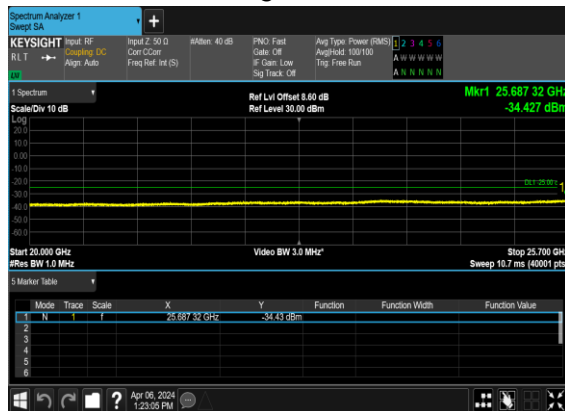 Spectrum Analyzer 1
Swept SA
+
KEYSIGHT Input: RF Input Z: 50 Ω #Atten: 40 dB PNO: Fast Avg Type: Power (RMS) 1 2 3 4 5 6
RLT Coupling: DC Corr CCorr Gate: Off Avg|Hold: 100/100 A W W W W W
Align: Auto Freq Ref: Int (S) IF Gain: Low Trig: Free Run
LW Sig Track: Off A N N N N N
1 Spectrum Ref Lvl Offset 8.60 dB Mkr1 25.687 32 GHz
Scale/Div 10 dB Ref Level 30.00 dBm -34.427 dBm
Log
20.0
10.0
0.00
-10.0
-20.0 DL1 -25.00
-30.0 1
-40.0
-50.0
-60.0
Start 20.000 GHz Video BW 3.0 MHz* Stop 25.700 GHz
#Res BW 1.0 MHz Sweep 10.7 ms (40001 pts
5 Marker Table
Mode Trace Scale X Y Function Function Width Function Value
1 N 1 f 25.687 32 GHz -34.43 dBm
2
3
4
5
6
? Apr 06, 2024
1:23:05 PM